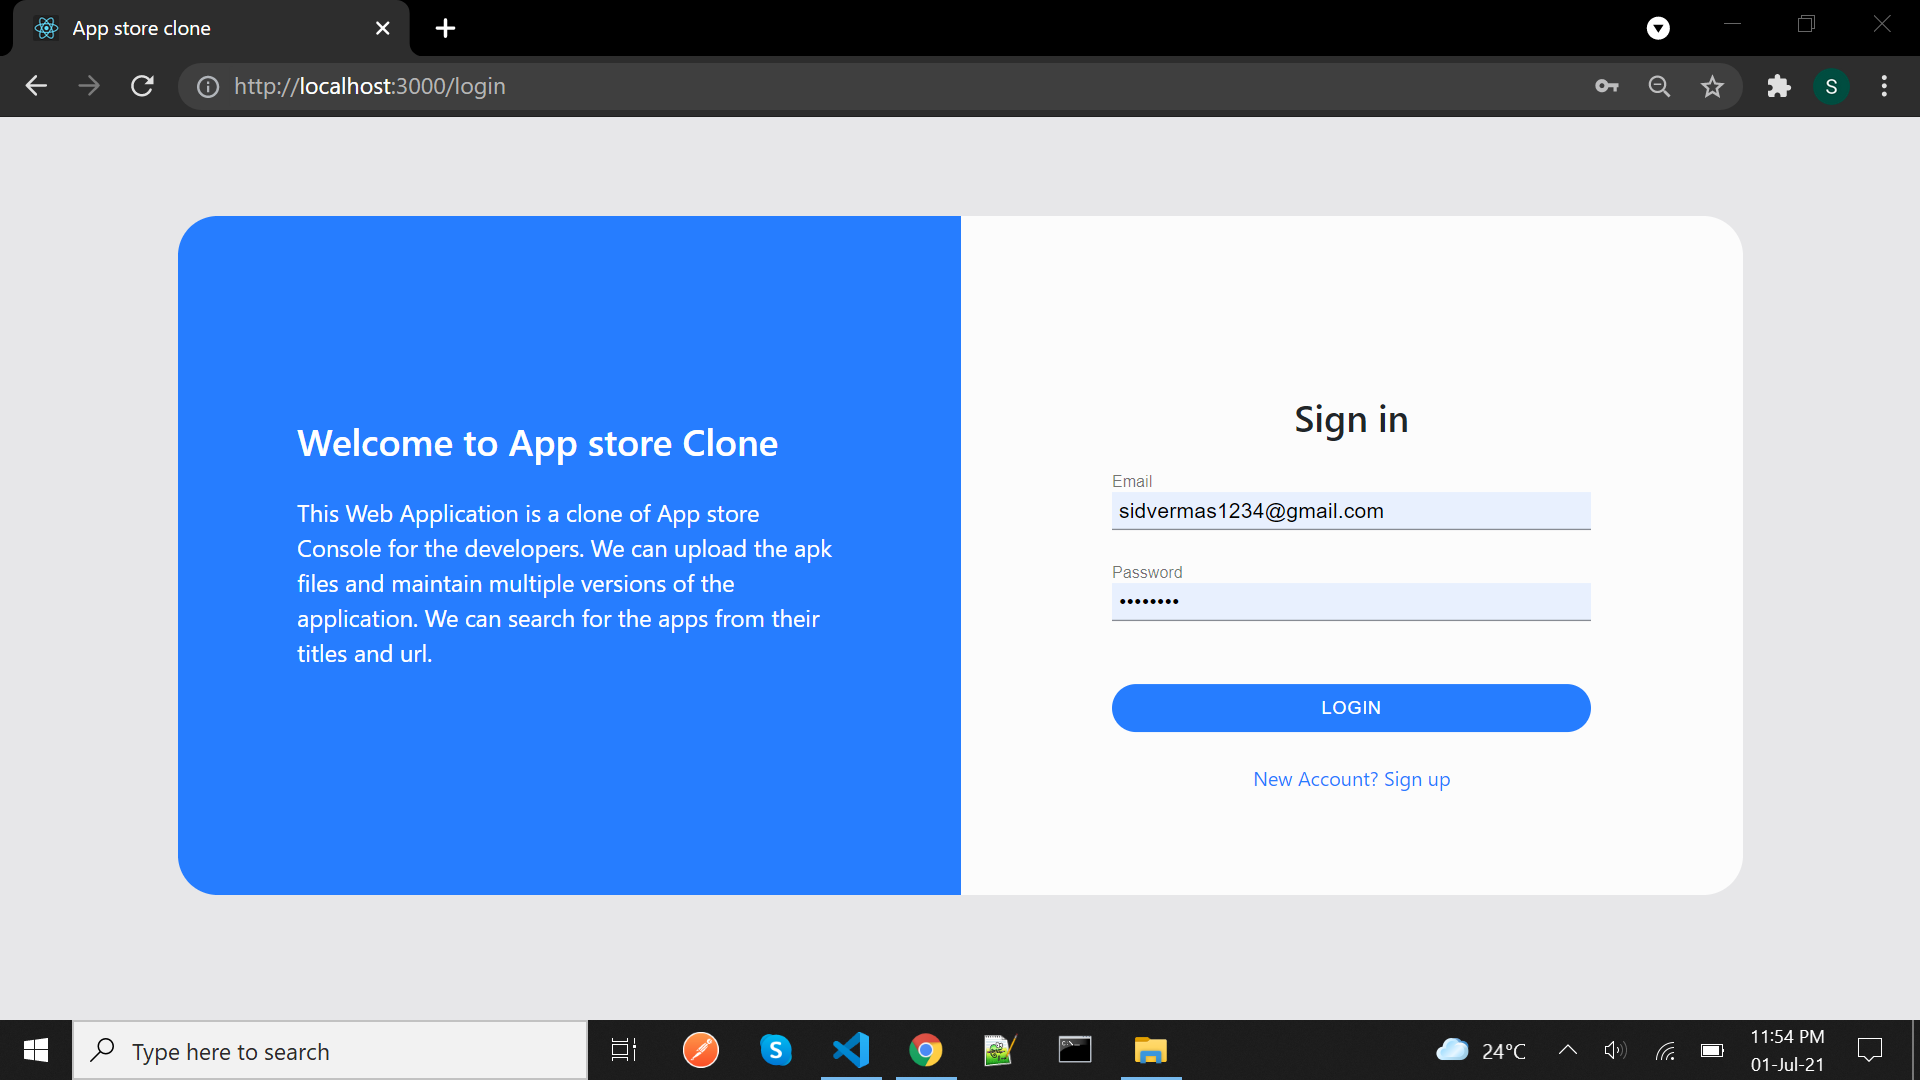 App store clone
http://localhost:3000/login
S
Welcome to App store Clone
This Web Application is a clone of App store
Console for the developers. We can upload the apk
files and maintain multiple versions of the
application. We can search for the apps from their
titles and url.
Sign in
Email
sidvermas1234@gmail.com
Password
••••••••
LOGIN
New Account? Sign up
Type here to search
24°C
11:54 PM
01-Jul-21